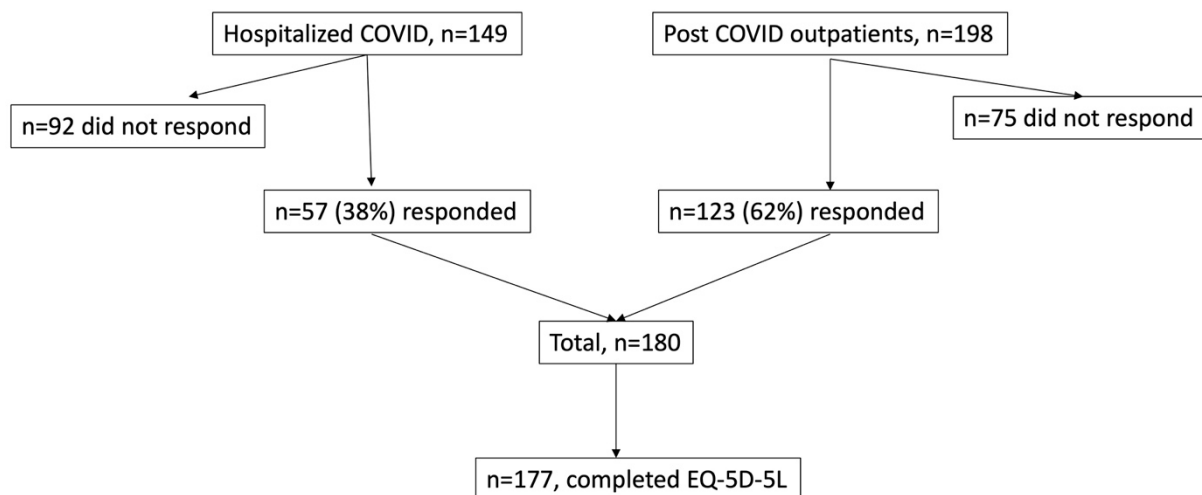 Hospitalized COVID, n=149
Post COVID outpatients, n=198
n=92 did not respond
n=75 did not respond
n=57 (38%) responded
n=123 (62%) responded
Total, n=180
n=177, completed EQ-5D-5L